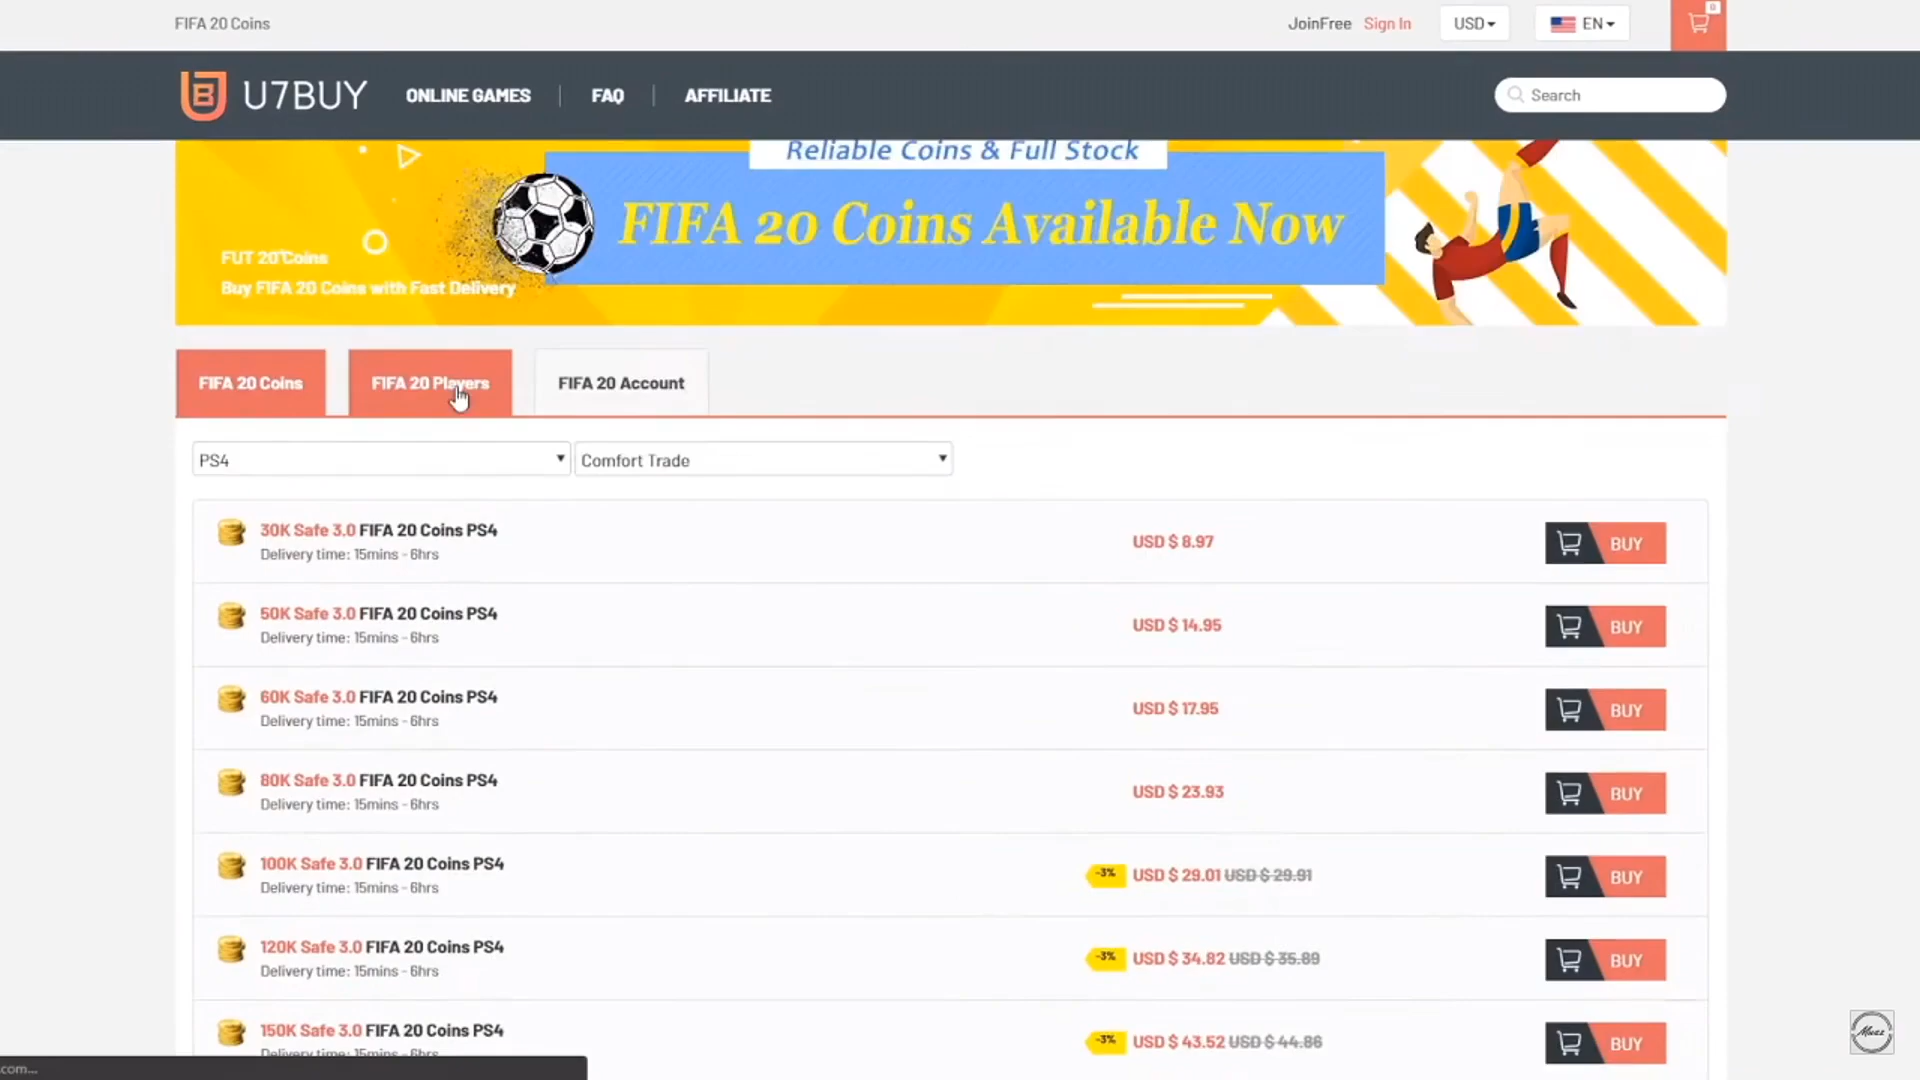 FIFA 20 Coins
JoinFree Sign In USD EN 0
U7BUY ONLINE GAMES FAQ AFFILIATE Search
Reliable Coins & Full Stock
FIFA 20 Coins Available Now
FUT 20 Coins
Buy FIFA 20 Coins with Fast Delivery
FIFA 20 Coins FIFA 20 Players FIFA 20 Account
PS4 Comfort Trade
30K Safe 3.0 FIFA 20 Coins PS4
Delivery time: 15mins - 6hrs
USD $ 8.97 BUY
50K Safe 3.0 FIFA 20 Coins PS4
Delivery time: 15mins - 6hrs
USD $ 14.95 BUY
60K Safe 3.0 FIFA 20 Coins PS4
Delivery time: 15mins - 6hrs
USD $ 17.95 BUY
80K Safe 3.0 FIFA 20 Coins PS4
Delivery time: 15mins - 6hrs
USD $ 23.93 BUY
100K Safe 3.0 FIFA 20 Coins PS4
Delivery time: 15mins - 6hrs
-3% USD $ 29.01 USD $ 29.91 BUY
120K Safe 3.0 FIFA 20 Coins PS4
Delivery time: 15mins - 6hrs
-3% USD $ 34.82 USD $ 35.89 BUY
150K Safe 3.0 FIFA 20 Coins PS4
Delivery time: 15mins - 6hrs
-3% USD $ 43.52 USD $ 44.86 BUY
com...